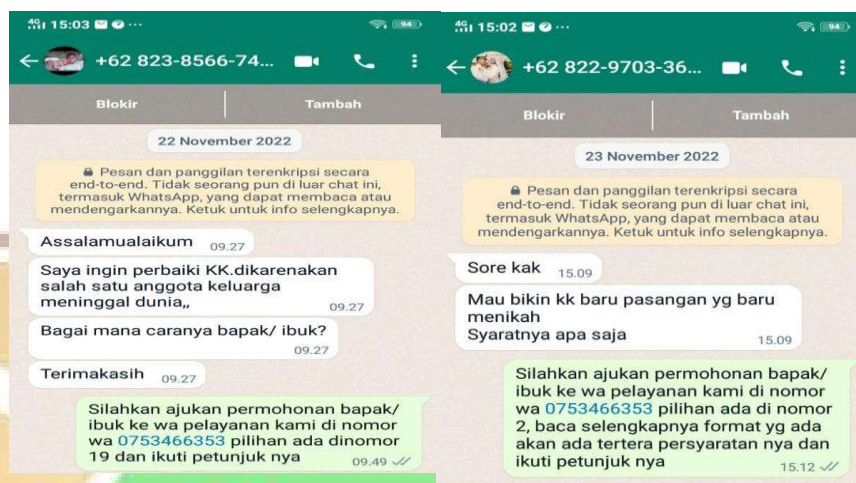 15:03
94
+62 823-8566-74...
Blokir Tambah
22 November 2022
Pesan dan panggilan terenkripsi secara
end-to-end. Tidak seorang pun di luar chat ini,
termasuk WhatsApp, yang dapat membaca atau
mendengarkannya. Ketuk untuk info selengkapnya.
Assalamualaikum 09.27
Saya ingin perbaiki KK.dikarenakan
salah satu anggota keluarga
meninggal dunia,, 09.27
Bagai mana caranya bapak/ ibuk?
09.27
Terimakasih 09.27
Silahkan ajukan permohonan bapak/
ibuk ke wa pelayanan kami di nomor
wa 0753466353 pilihan ada dinomor
19 dan ikuti petunjuk nya 09.49
4G 15:02
94
+62 822-9703-36...
Blokir Tambah
23 November 2022
Pesan dan panggilan terenkripsi secara
end-to-end. Tidak seorang pun di luar chat ini,
termasuk WhatsApp, yang dapat membaca atau
mendengarkannya. Ketuk untuk info selengkapnya.
Sore kak 15.09
Mau bikin kk baru pasangan yg baru
menikah
Syaratnya apa saja 15.09
Silahkan ajukan permohonan bapak/
ibuk ke wa pelayanan kami di nomor
wa 0753466353 pilihan ada di nomor
2, baca selengkapnya format yg ada
akan ada tertera persyaratan nya dan
ikuti petunjuk nya 15.12